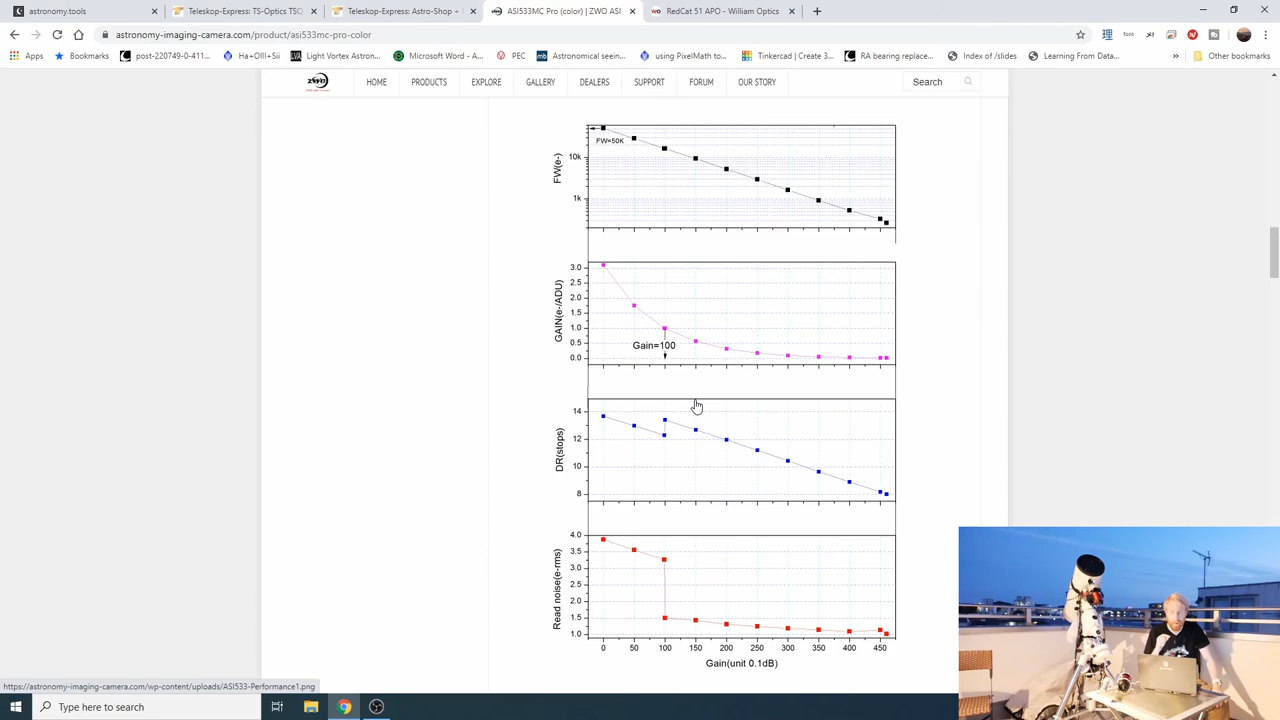 astronomy.tools
Teleskop-Express: TS-Optics TSC
Teleskop-Express: Astro-Shop +
ASI533MC Pro (color) | ZWO ASI
RedCat 51 APO - William Optics
astronomy-imaging-camera.com/product/asi533mc-pro-color
Apps
Bookmarks
post-220749-0-411...
Ha+OIII+Sii
Light Vortex Astron...
Microsoft Word - A...
PEC
Astronomical seein...
using PixelMath to...
Tinkercad | Create 3...
RA bearing replace...
Index of/slides
Learning From Data...
Other bookmarks
ZWO
HOME
PRODUCTS
EXPLORE
GALLERY
DEALERS
SUPPORT
FORUM
OUR STORY
Search
FW(e-)
10k
1k
FW=50K
GAIN(e-/ADU)
3.0
2.5
2.0
1.5
1.0
0.5
0.0
Gain=100
DR(stops)
14
12
10
8
Read noise(e-rms)
4.0
3.5
3.0
2.5
2.0
1.5
1.0
0 50 100 150 200 250 300 350 400 450
Gain(unit 0.1dB)
https://astronomy-imaging-camera.com/wp-content/uploads/ASI533-Performance1.png
Type here to search